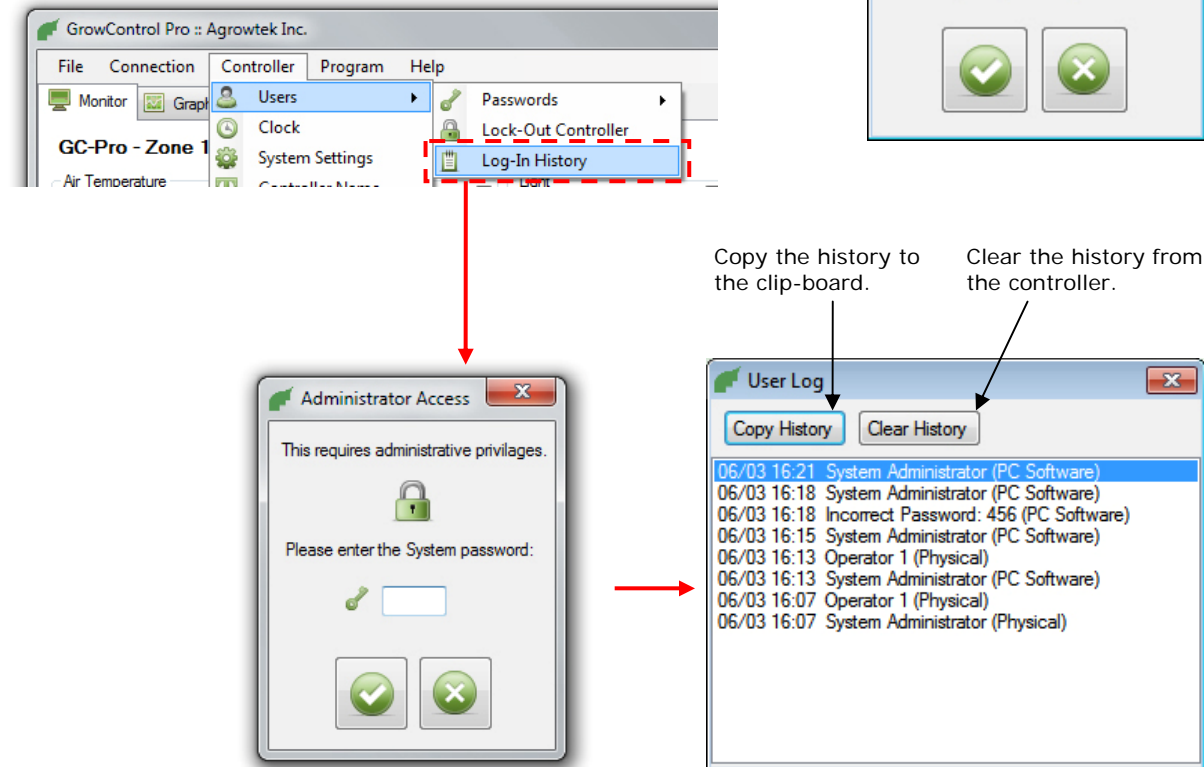 GrowControl Pro :: Agrowtek Inc.
File Connection Controller Program Help
Monitor Graph Users Passwords
Clock Lock-Out Controller
GC-Pro - Zone 1 System Settings Log-In History
Air Temperature Controller Name Light
Copy the history to
the clip-board.
Clear the history from
the controller.
Administrator Access
This requires administrative privilages.
Please enter the System password:
User Log
Copy History Clear History
06/03 16:21 System Administrator (PC Software)
06/03 16:18 System Administrator (PC Software)
06/03 16:18 Incorrect Password: 456 (PC Software)
06/03 16:15 System Administrator (PC Software)
06/03 16:13 Operator 1 (Physical)
06/03 16:13 System Administrator (PC Software)
06/03 16:07 Operator 1 (Physical)
06/03 16:07 System Administrator (Physical)